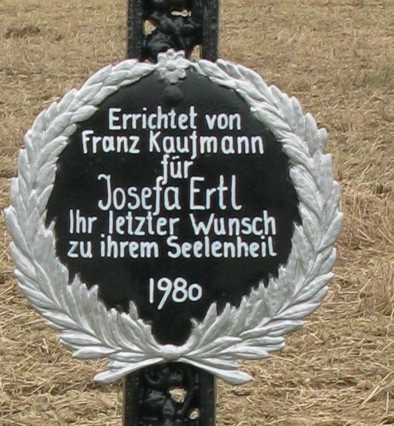 Errichtet von
Franz Kaufmann
für
Josefa Ertl
Ihr letzter Wunsch
zu ihrem Seelenheil
1980